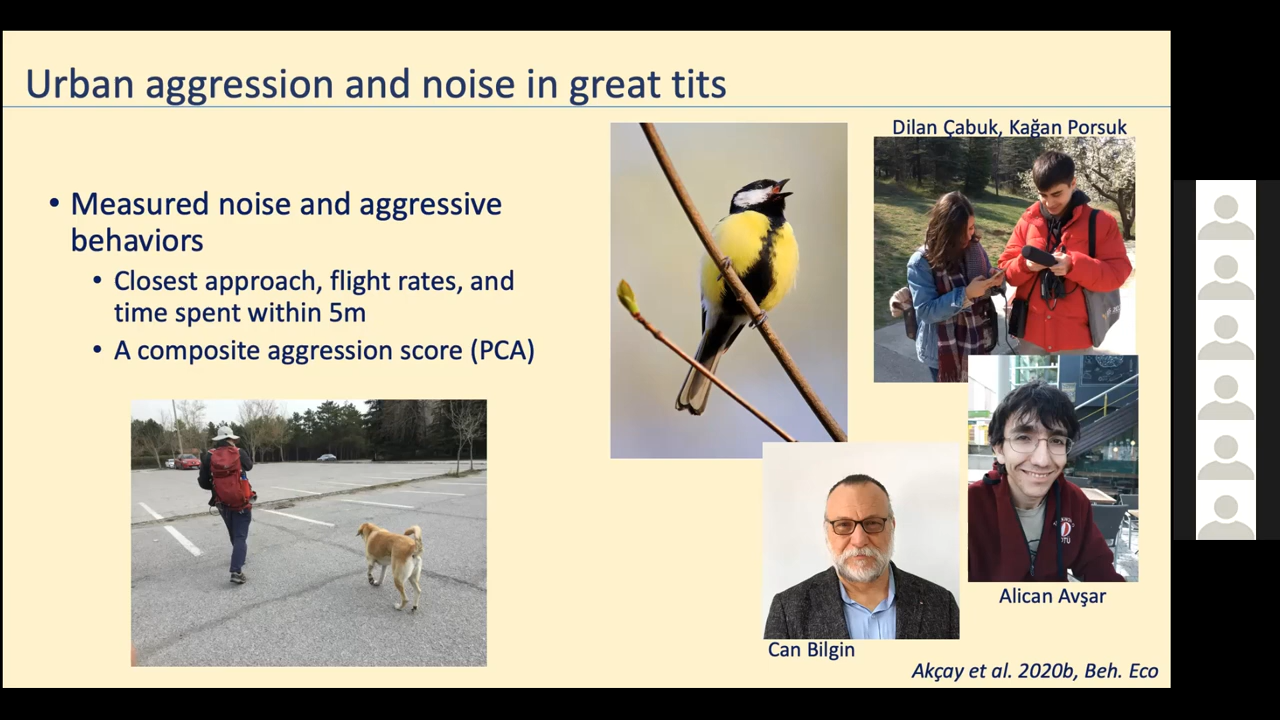 Urban aggression and noise in great tits
Dilan Çabuk, Kağan Porsuk
• Measured noise and aggressive
behaviors
• Closest approach, flight rates, and
time spent within 5m
• A composite aggression score (PCA)
Alican Avşar
Can Bilgin
Akçay et al. 2020b, Beh. Eco